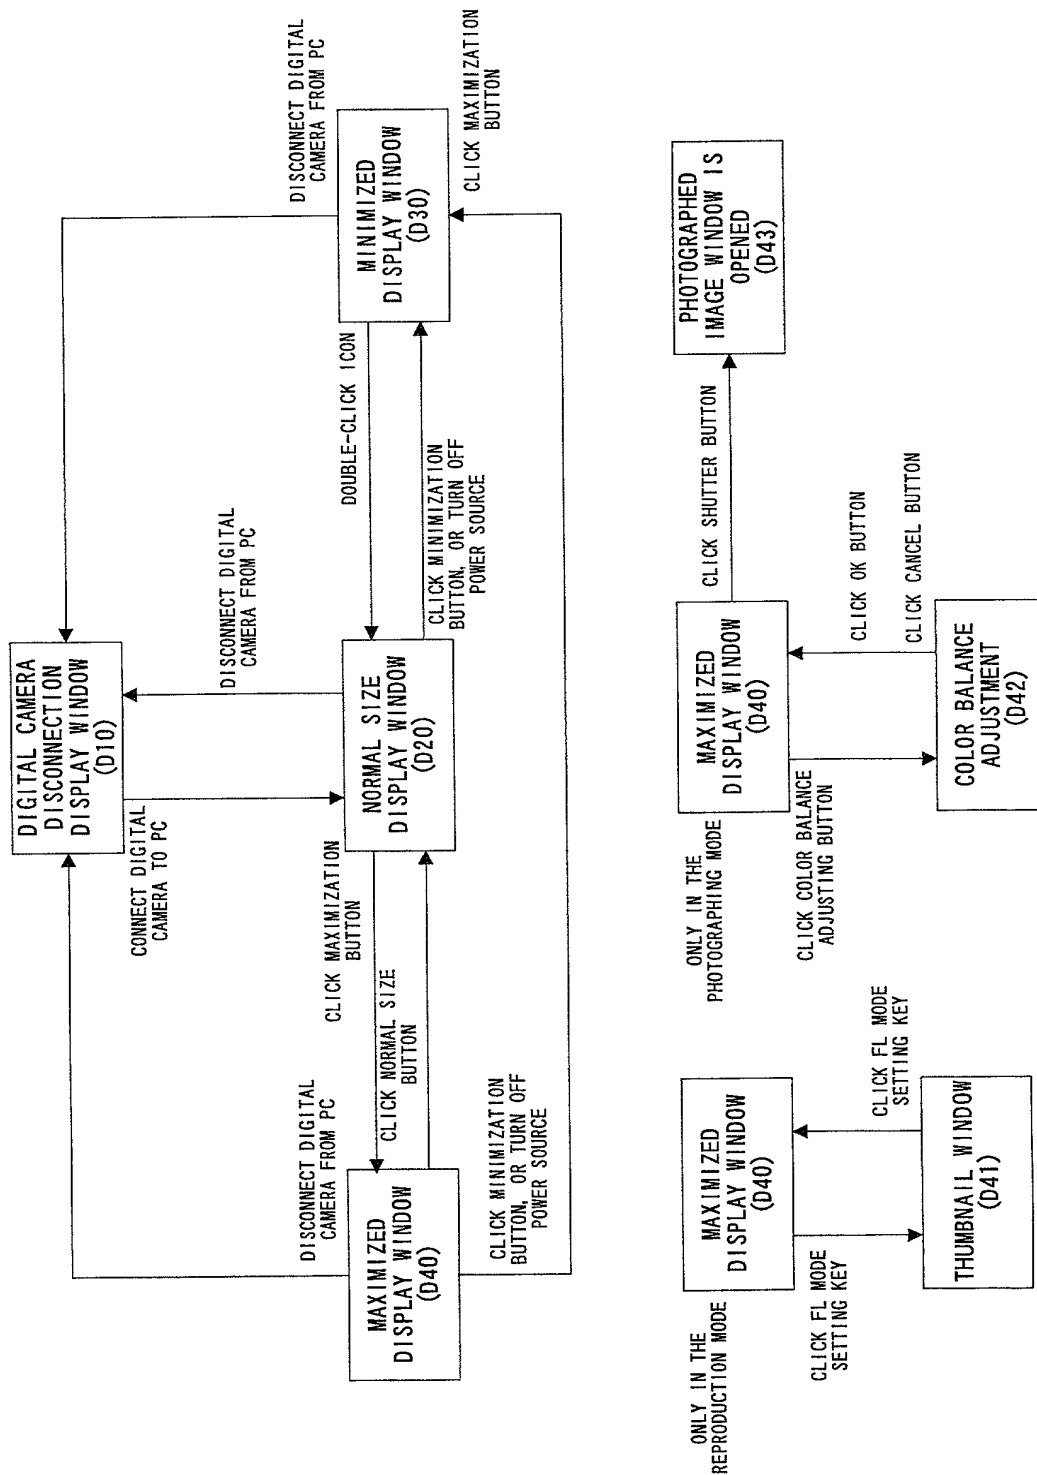 DIGITAL CAMERA
DISCONNECTION
DISPLAY WINDOW
(D10)
CONNECT DIGITAL
CAMERA TO PC
DISCONNECT DIGITAL
CAMERA FROM PC
DISCONNECT DIGITAL
CAMERA FROM PC
DISCONNECT DIGITAL
CAMERA FROM PC
MAXIMIZED
DISPLAY WINDOW
(D40)
CLICK MAXIMIZATION
BUTTON
CLICK NORMAL SIZE
BUTTON
NORMAL SIZE
DISPLAY WINDOW
(D20)
DOUBLE-CLICK ICON
CLICK MINIMIZATION
BUTTON, OR TURN OFF
POWER SOURCE
MINIMIZED
DISPLAY WINDOW
(D30)
CLICK MINIMIZATION
BUTTON, OR TURN OFF
POWER SOURCE
CLICK MAXIMIZATION
BUTTON
ONLY IN THE
REPRODUCTION MODE
MAXIMIZED
DISPLAY WINDOW
(D40)
CLICK FL MODE
SETTING KEY
CLICK FL MODE
SETTING KEY
THUMBNAIL WINDOW
(D41)
ONLY IN THE
PHOTOGRAPHING MODE
MAXIMIZED
DISPLAY WINDOW
(D40)
CLICK SHUTTER BUTTON
PHOTOGRAPHED
IMAGE WINDOW IS
OPENED
(D43)
CLICK COLOR BALANCE
ADJUSTING BUTTON
CLICK OK BUTTON
CLICK CANCEL BUTTON
COLOR BALANCE
ADJUSTMENT
(D42)